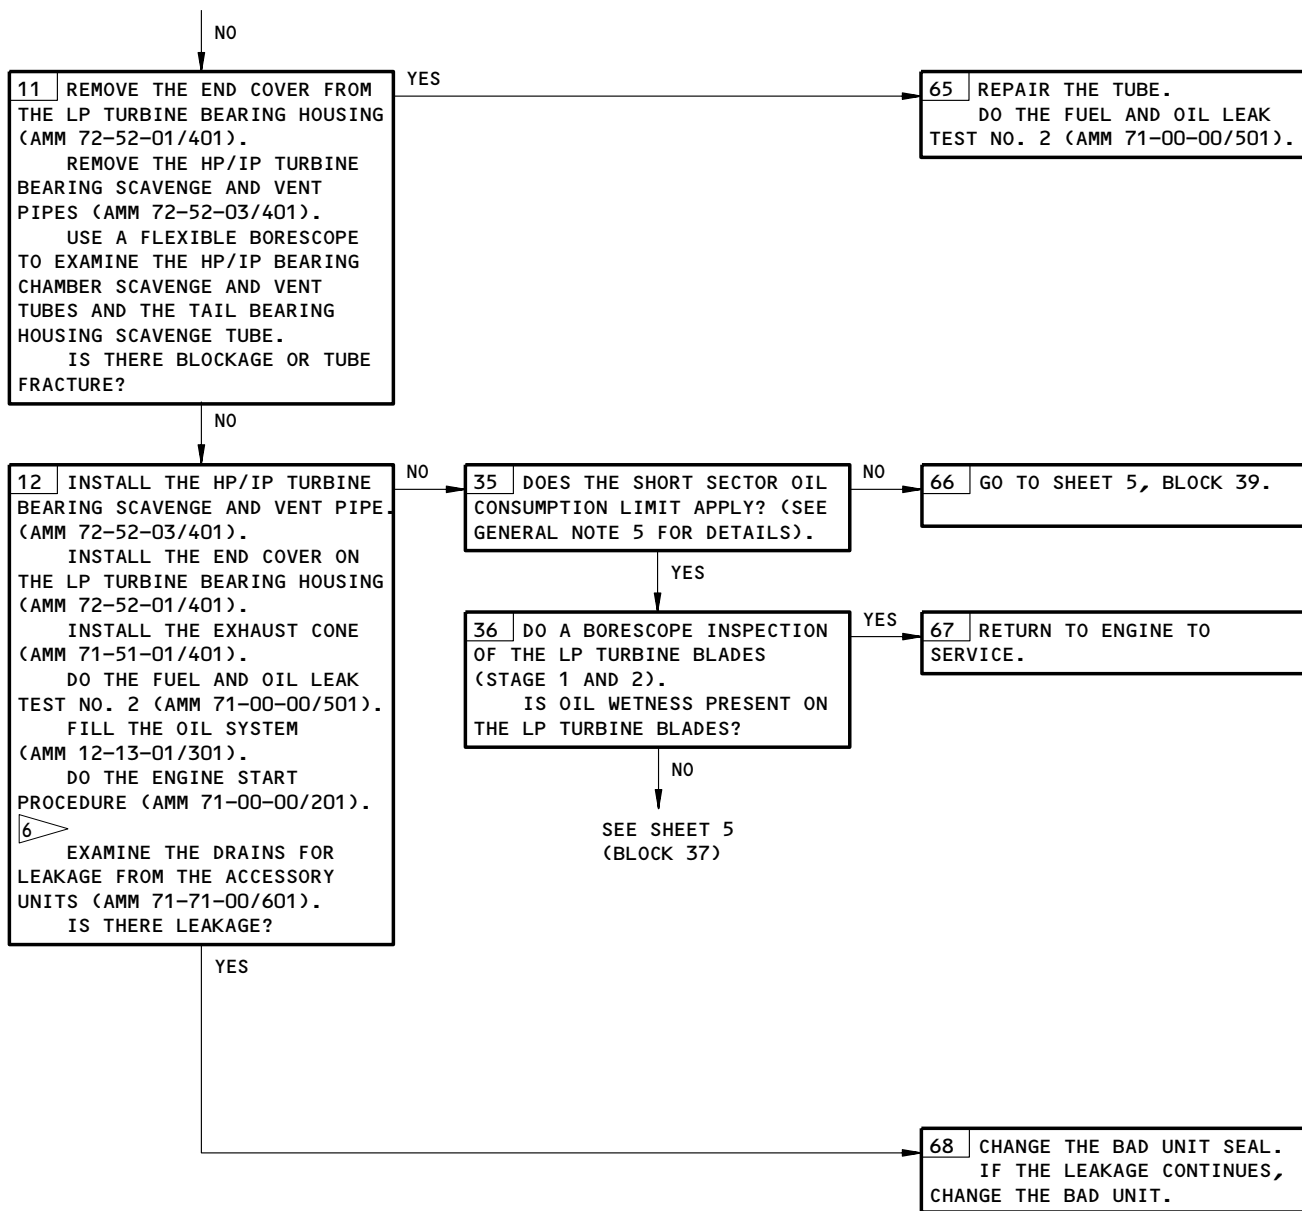 NO
11 REMOVE THE END COVER FROM
THE LP TURBINE BEARING HOUSING
(AMM 72-52-01/401).
REMOVE THE HP/IP TURBINE
BEARING SCAVENGE AND VENT
PIPES (AMM 72-52-03/401).
USE A FLEXIBLE BORESCOPE
TO EXAMINE THE HP/IP BEARING
CHAMBER SCAVENGE AND VENT
TUBES AND THE TAIL BEARING
HOUSING SCAVENGE TUBE.
IS THERE BLOCKAGE OR TUBE
FRACTURE?
YES
65 REPAIR THE TUBE.
DO THE FUEL AND OIL LEAK
TEST NO. 2 (AMM 71-00-00/501).
NO
12 INSTALL THE HP/IP TURBINE
BEARING SCAVENGE AND VENT PIPE.
(AMM 72-52-03/401).
INSTALL THE END COVER ON
THE LP TURBINE BEARING HOUSING
(AMM 72-52-01/401).
INSTALL THE EXHAUST CONE
(AMM 71-51-01/401).
DO THE FUEL AND OIL LEAK
TEST NO. 2 (AMM 71-00-00/501).
FILL THE OIL SYSTEM
(AMM 12-13-01/301).
DO THE ENGINE START
PROCEDURE (AMM 71-00-00/201).
6
EXAMINE THE DRAINS FOR
LEAKAGE FROM THE ACCESSORY
UNITS (AMM 71-71-00/601).
IS THERE LEAKAGE?
NO
35 DOES THE SHORT SECTOR OIL
CONSUMPTION LIMIT APPLY? (SEE
GENERAL NOTE 5 FOR DETAILS).
NO
66 GO TO SHEET 5, BLOCK 39.
YES
36 DO A BORESCOPE INSPECTION
OF THE LP TURBINE BLADES
(STAGE 1 AND 2).
IS OIL WETNESS PRESENT ON
THE LP TURBINE BLADES?
YES
67 RETURN TO ENGINE TO
SERVICE.
NO
SEE SHEET 5
(BLOCK 37)
YES
68 CHANGE THE BAD UNIT SEAL.
IF THE LEAKAGE CONTINUES,
CHANGE THE BAD UNIT.